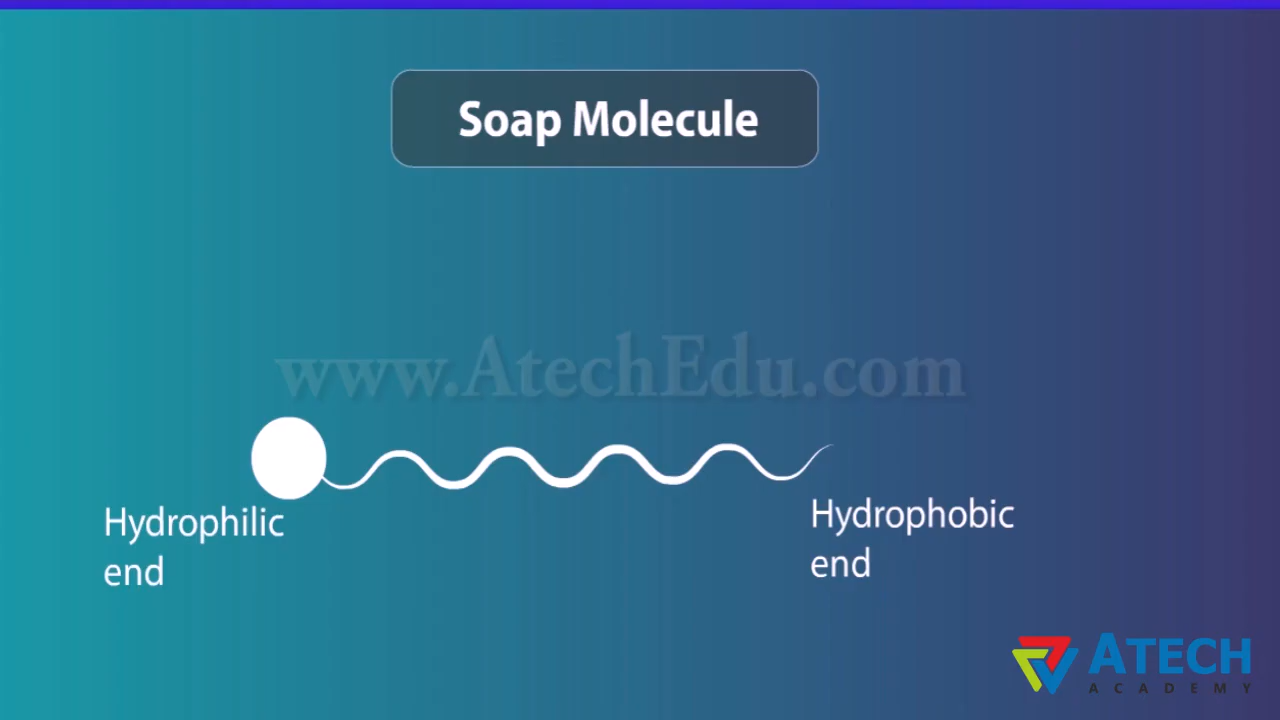 Soap Molecule
www.AtechEdu.com
Hydrophilic
end
Hydrophobic
end
ATECH
ACADEMY